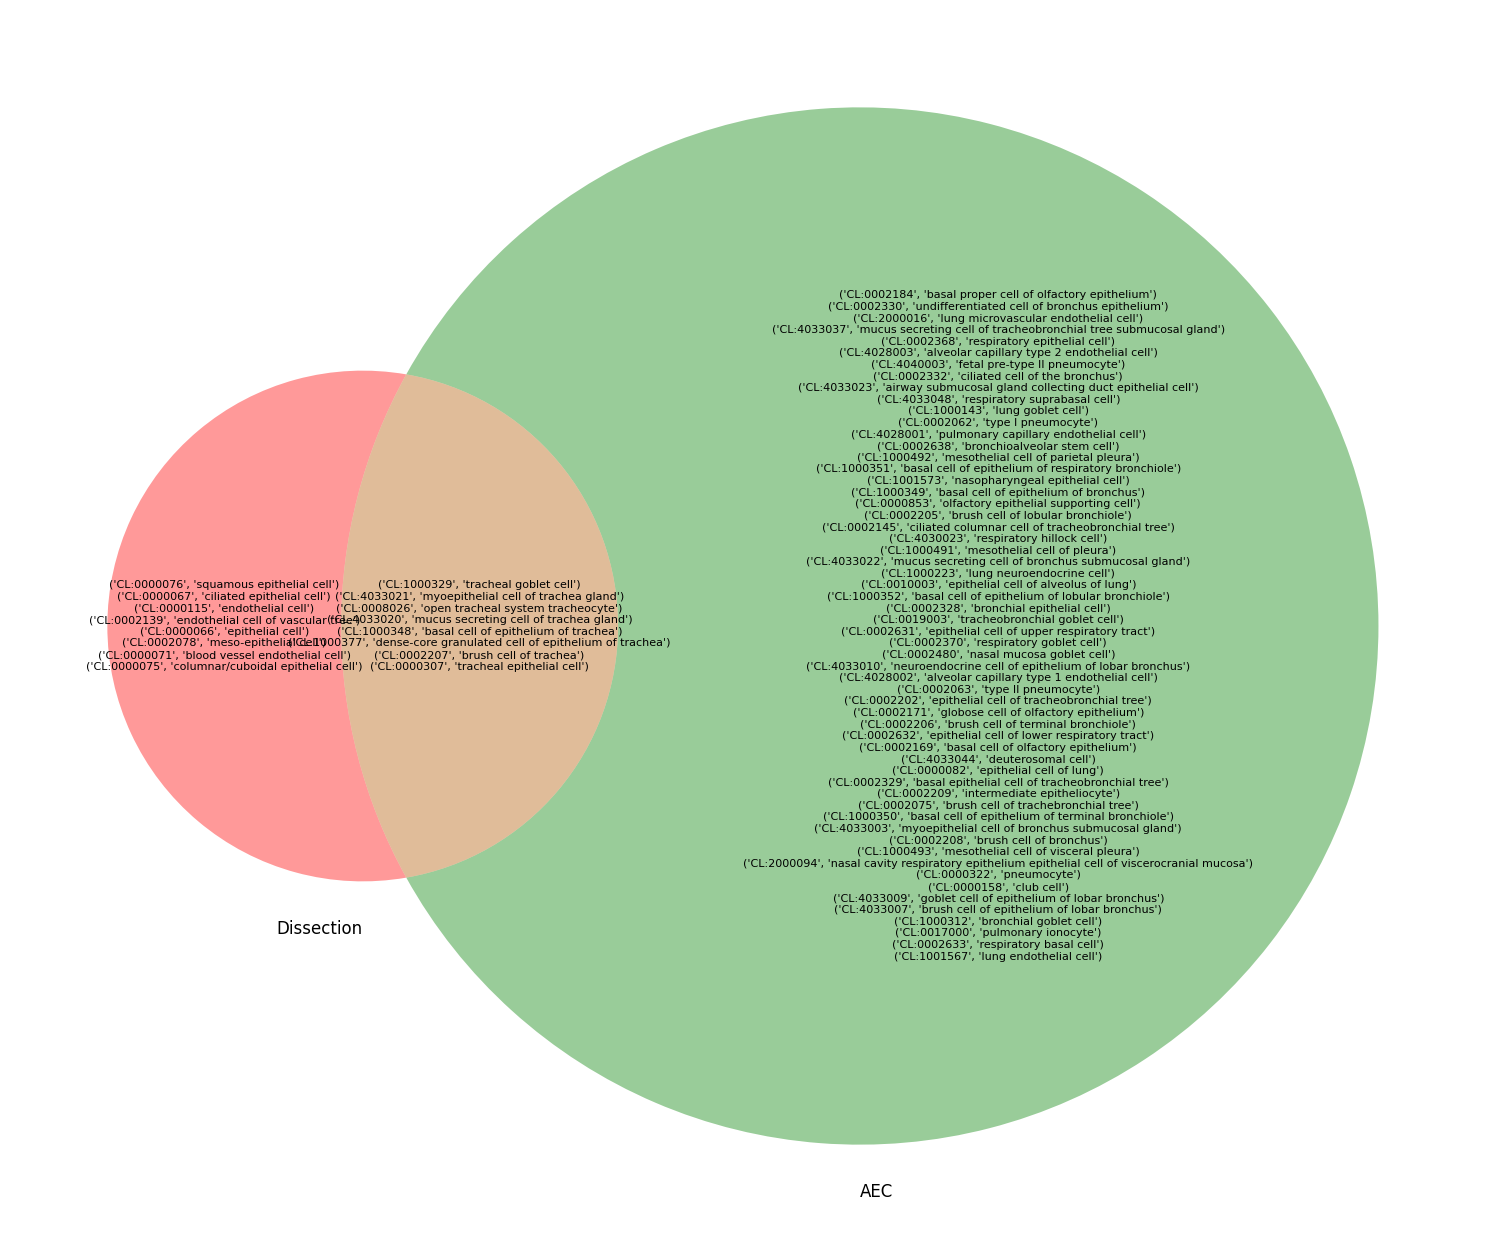 ('CL:0000076', 'squamous epithelial cell')
('CL:0000067', 'ciliated epithelial cell')
('CL:0000115', 'endothelial cell')
('CL:0002139', 'endothelial cell of vascular tree')
('CL:0000066', 'epithelial cell')
('CL:0002078', 'meso-epithelial cell')
('CL:0000071', 'blood vessel endothelial cell')
('CL:0000075', 'columnar/cuboidal epithelial cell')
('CL:1000329', 'tracheal goblet cell')
('CL:4033021', 'myoepithelial cell of trachea gland')
('CL:0008026', 'open tracheal system tracheocyte')
('CL:4033020', 'mucus secreting cell of trachea gland')
('CL:1000348', 'basal cell of epithelium of trachea')
('CL:1000377', 'dense-core granulated cell of epithelium of trachea')
('CL:0002207', 'brush cell of trachea')
('CL:0000307', 'tracheal epithelial cell')
('CL:0002184', 'basal proper cell of olfactory epithelium')
('CL:0002330', 'undifferentiated cell of bronchus epithelium')
('CL:2000016', 'lung microvascular endothelial cell')
('CL:4033037', 'mucus secreting cell of tracheobronchial tree submucosal gland')
('CL:0002368', 'respiratory epithelial cell')
('CL:4028003', 'alveolar capillary type 2 endothelial cell')
('CL:4040003', 'fetal pre-type II pneumocyte')
('CL:0002332', 'ciliated cell of the bronchus')
('CL:4033023', 'airway submucosal gland collecting duct epithelial cell')
('CL:4033048', 'respiratory suprabasal cell')
('CL:1000143', 'lung goblet cell')
('CL:0002062', 'type I pneumocyte')
('CL:4028001', 'pulmonary capillary endothelial cell')
('CL:0002638', 'bronchioalveolar stem cell')
('CL:1000492', 'mesothelial cell of parietal pleura')
('CL:1000351', 'basal cell of epithelium of respiratory bronchiole')
('CL:1001573', 'nasopharyngeal epithelial cell')
('CL:1000349', 'basal cell of epithelium of bronchus')
('CL:0000853', 'olfactory epithelial supporting cell')
('CL:0002205', 'brush cell of lobular bronchiole')
('CL:0002145', 'ciliated columnar cell of tracheobronchial tree')
('CL:4030023', 'respiratory hillock cell')
('CL:1000491', 'mesothelial cell of pleura')
('CL:4033022', 'mucus secreting cell of bronchus submucosal gland')
('CL:1000223', 'lung neuroendocrine cell')
('CL:0010003', 'epithelial cell of alveolus of lung')
('CL:1000352', 'basal cell of epithelium of lobular bronchiole')
('CL:0002328', 'bronchial epithelial cell')
('CL:0019003', 'tracheobronchial goblet cell')
('CL:0002631', 'epithelial cell of upper respiratory tract')
('CL:0002370', 'respiratory goblet cell')
('CL:0002480', 'nasal mucosa goblet cell')
('CL:4033010', 'neuroendocrine cell of epithelium of lobar bronchus')
('CL:4028002', 'alveolar capillary type 1 endothelial cell')
('CL:0002063', 'type II pneumocyte')
('CL:0002202', 'epithelial cell of tracheobronchial tree')
('CL:0002171', 'globose cell of olfactory epithelium')
('CL:0002206', 'brush cell of terminal bronchiole')
('CL:0002632', 'epithelial cell of lower respiratory tract')
('CL:0002169', 'basal cell of olfactory epithelium')
('CL:4033044', 'deuterosomal cell')
('CL:0000082', 'epithelial cell of lung')
('CL:0002329', 'basal epithelial cell of tracheobronchial tree')
('CL:0002209', 'intermediate epitheliocyte')
('CL:0002075', 'brush cell of trachebronchial tree')
('CL:1000350', 'basal cell of epithelium of terminal bronchiole')
('CL:4033003', 'myoepithelial cell of bronchus submucosal gland')
('CL:0002208', 'brush cell of bronchus')
('CL:1000493', 'mesothelial cell of visceral pleura')
('CL:2000094', 'nasal cavity respiratory epithelium epithelial cell of viscerocranial mucosa')
('CL:0000322', 'pneumocyte')
('CL:0000158', 'club cell')
('CL:4033009', 'goblet cell of epithelium of lobar bronchus')
('CL:4033007', 'brush cell of epithelium of lobar bronchus')
('CL:1000312', 'bronchial goblet cell')
('CL:0017000', 'pulmonary ionocyte')
('CL:0002633', 'respiratory basal cell')
('CL:1001567', 'lung endothelial cell')
Dissection
AEC